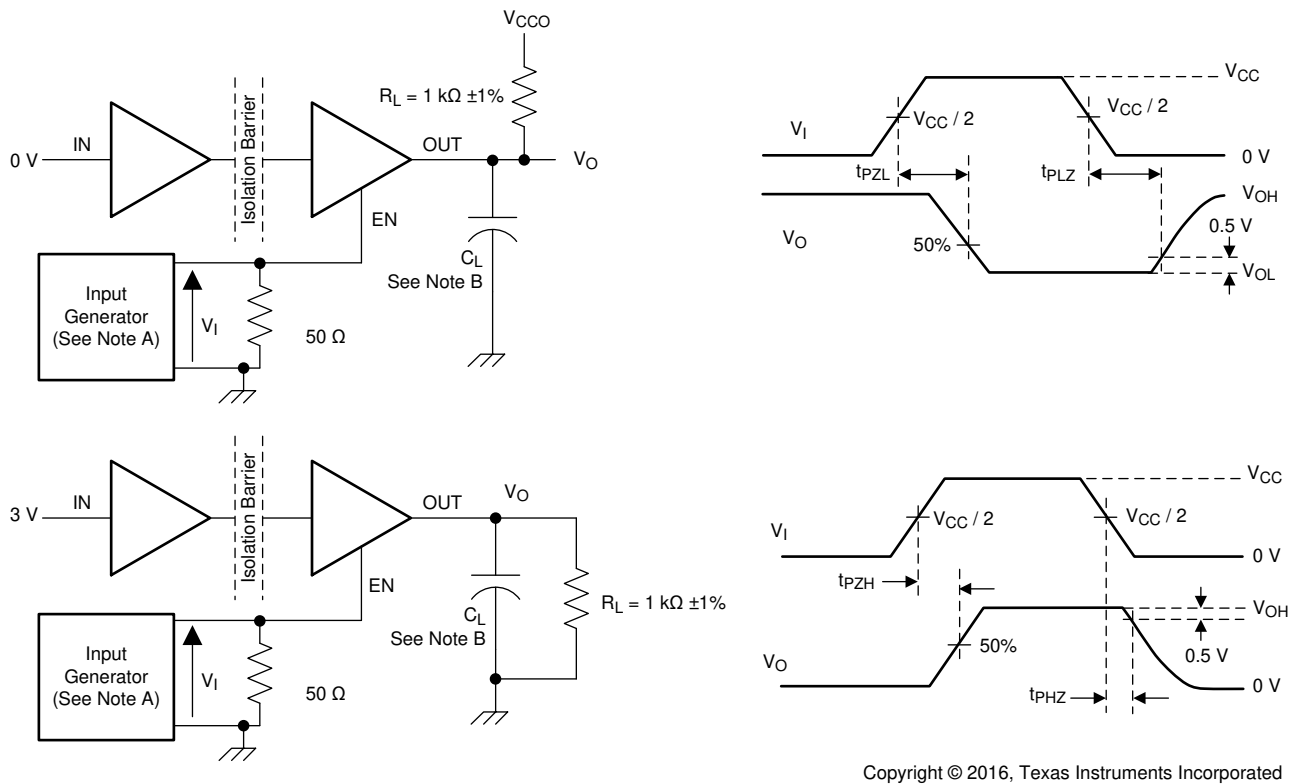 VCCO
RL = 1 kΩ ±1%
IN
Isolation Barrier
OUT
0 V
VO
EN
CL
See Note B
Input
Generator
(See Note A)
VI
50 Ω
VCC
VI
VCC / 2
VCC / 2
0 V
tPZL
tPLZ
VOH
0.5 V
VO
50%
VOL
IN
Isolation Barrier
OUT
VO
3 V
EN
CL
See Note B
RL = 1 kΩ ±1%
Input
Generator
(See Note A)
VI
50 Ω
VCC
VI
VCC / 2
VCC / 2
0 V
tPZH
VOH
0.5 V
VO
50%
0 V
tPHZ
Copyright © 2016, Texas Instruments Incorporated